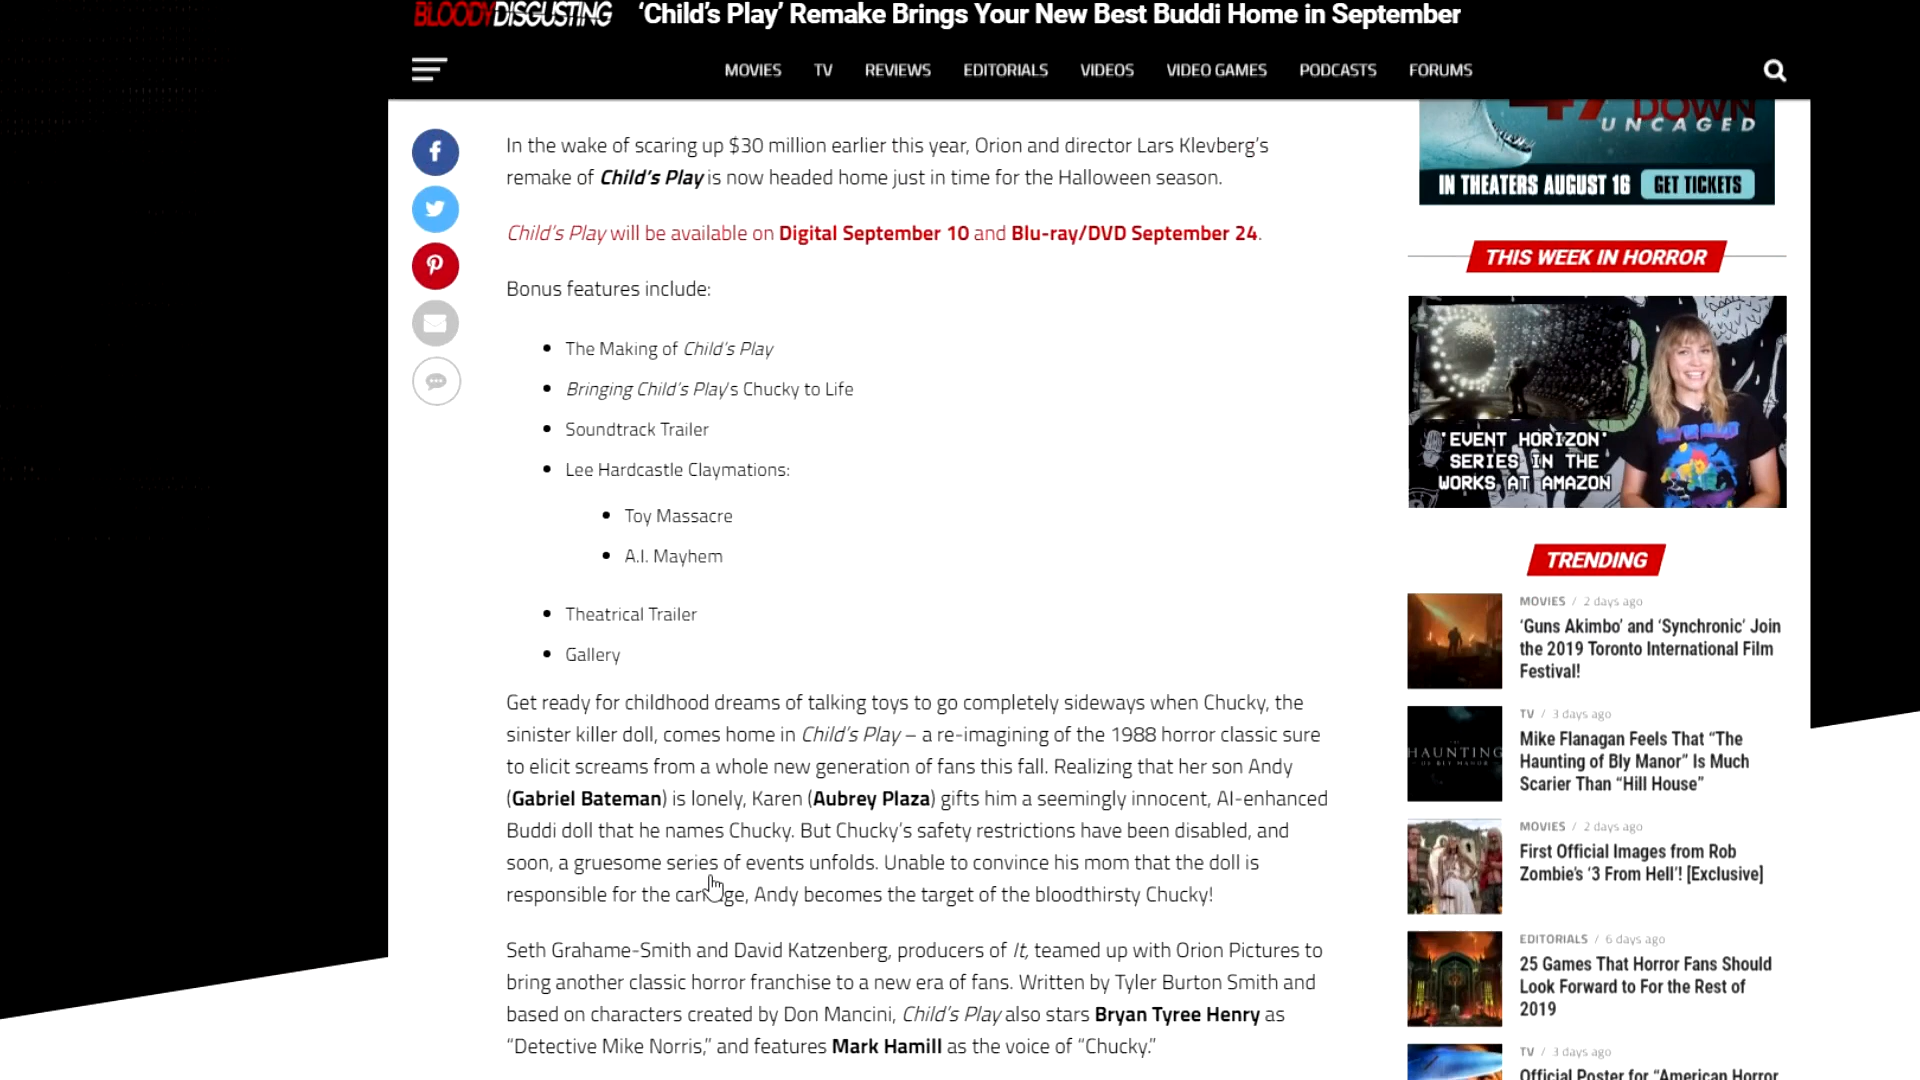 BLOODY DISGUSTING
‘Child’s Play’ Remake Brings Your New Best Buddi Home in September
MOVIES TV REVIEWS EDITORIALS VIDEOS VIDEO GAMES PODCASTS FORUMS
In the wake of scaring up $30 million earlier this year, Orion and director Lars Klevberg’s
remake of Child’s Play is now headed home just in time for the Halloween season.
Child’s Play will be available on Digital September 10 and Blu-ray/DVD September 24.
Bonus features include:
The Making of Child’s Play
Bringing Child’s Play’s Chucky to Life
Soundtrack Trailer
Lee Hardcastle Claymations:
Toy Massacre
A.I. Mayhem
Theatrical Trailer
Gallery
Get ready for childhood dreams of talking toys to go completely sideways when Chucky, the
sinister killer doll, comes home in Child’s Play – a re-imagining of the 1988 horror classic sure
to elicit screams from a whole new generation of fans this fall. Realizing that her son Andy
(Gabriel Bateman) is lonely, Karen (Aubrey Plaza) gifts him a seemingly innocent, AI-enhanced
Buddi doll that he names Chucky. But Chucky’s safety restrictions have been disabled, and
soon, a gruesome series of events unfolds. Unable to convince his mom that the doll is
responsible for the carnage, Andy becomes the target of the bloodthirsty Chucky!
Seth Grahame-Smith and David Katzenberg, producers of It, teamed up with Orion Pictures to
bring another classic horror franchise to a new era of fans. Written by Tyler Burton Smith and
based on characters created by Don Mancini, Child’s Play also stars Bryan Tyree Henry as
“Detective Mike Norris,” and features Mark Hamill as the voice of “Chucky.”
47 DOWN
UNCAGED
IN THEATERS AUGUST 16 GET TICKETS
THIS WEEK IN HORROR
'EVENT HORIZON'
SERIES IN THE
WORKS AT AMAZON
TRENDING
MOVIES / 2 days ago
‘Guns Akimbo’ and ‘Synchronic’ Join
the 2019 Toronto International Film
Festival!
HAUNTING
OF BLY MANOR
TV / 3 days ago
Mike Flanagan Feels That “The
Haunting of Bly Manor” Is Much
Scarier Than “Hill House”
MOVIES / 2 days ago
First Official Images from Rob
Zombie’s ‘3 From Hell’! [Exclusive]
EDITORIALS / 6 days ago
25 Games That Horror Fans Should
Look Forward to For the Rest of
2019
TV / 3 days ago
Official Poster for “American Horror